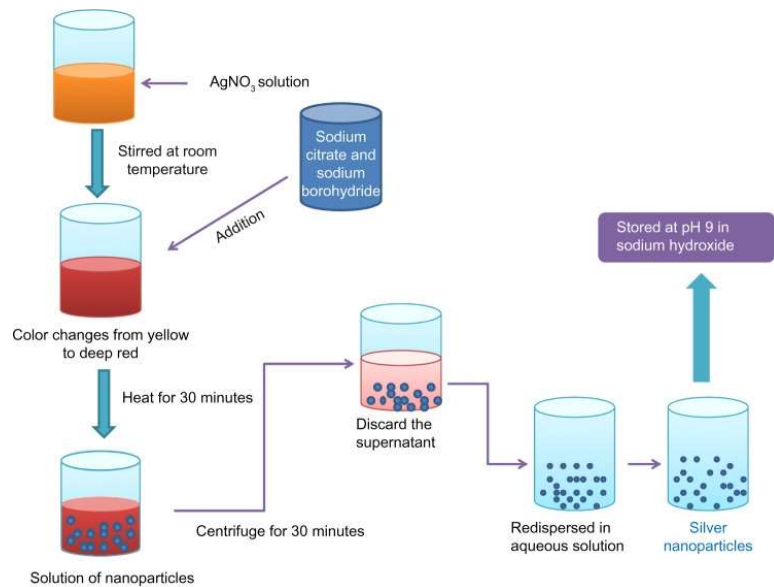 AgNO₃ solution
Stirred at room
temperature
Sodium
citrate and
sodium
borohydride
Addition
Color changes from yellow
to deep red
Heat for 30 minutes
Solution of nanoparticles
Centrifuge for 30 minutes
Discard the
supernatant
Redispersed in
aqueous solution
Silver
nanoparticles
Stored at pH 9 in
sodium hydroxide